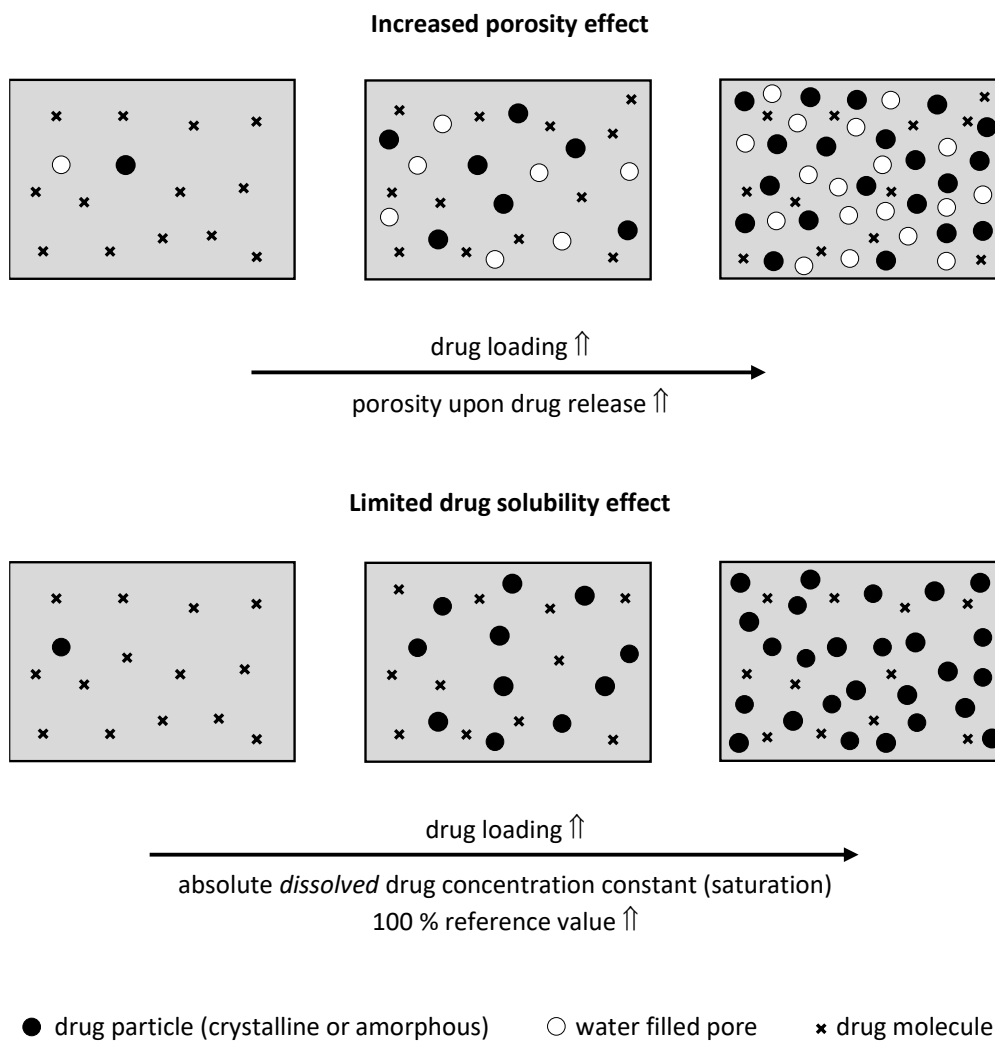 Increased porosity effect
drug loading ⇑
porosity upon drug release ⇑
Limited drug solubility effect
drug loading ⇑
absolute dissolved drug concentration constant (saturation)
100 % reference value ⇑
drug particle (crystalline or amorphous) water filled pore drug molecule